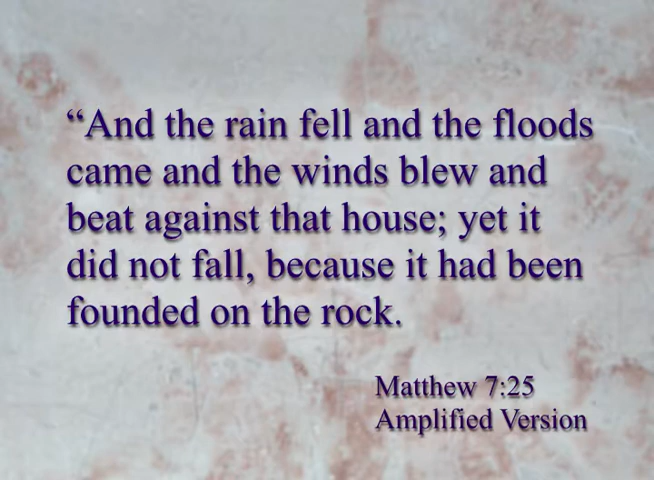 “And the rain fell and the floods
came and the winds blew and
beat against that house; yet it
did not fall, because it had been
founded on the rock.
Matthew 7:25
Amplified Version